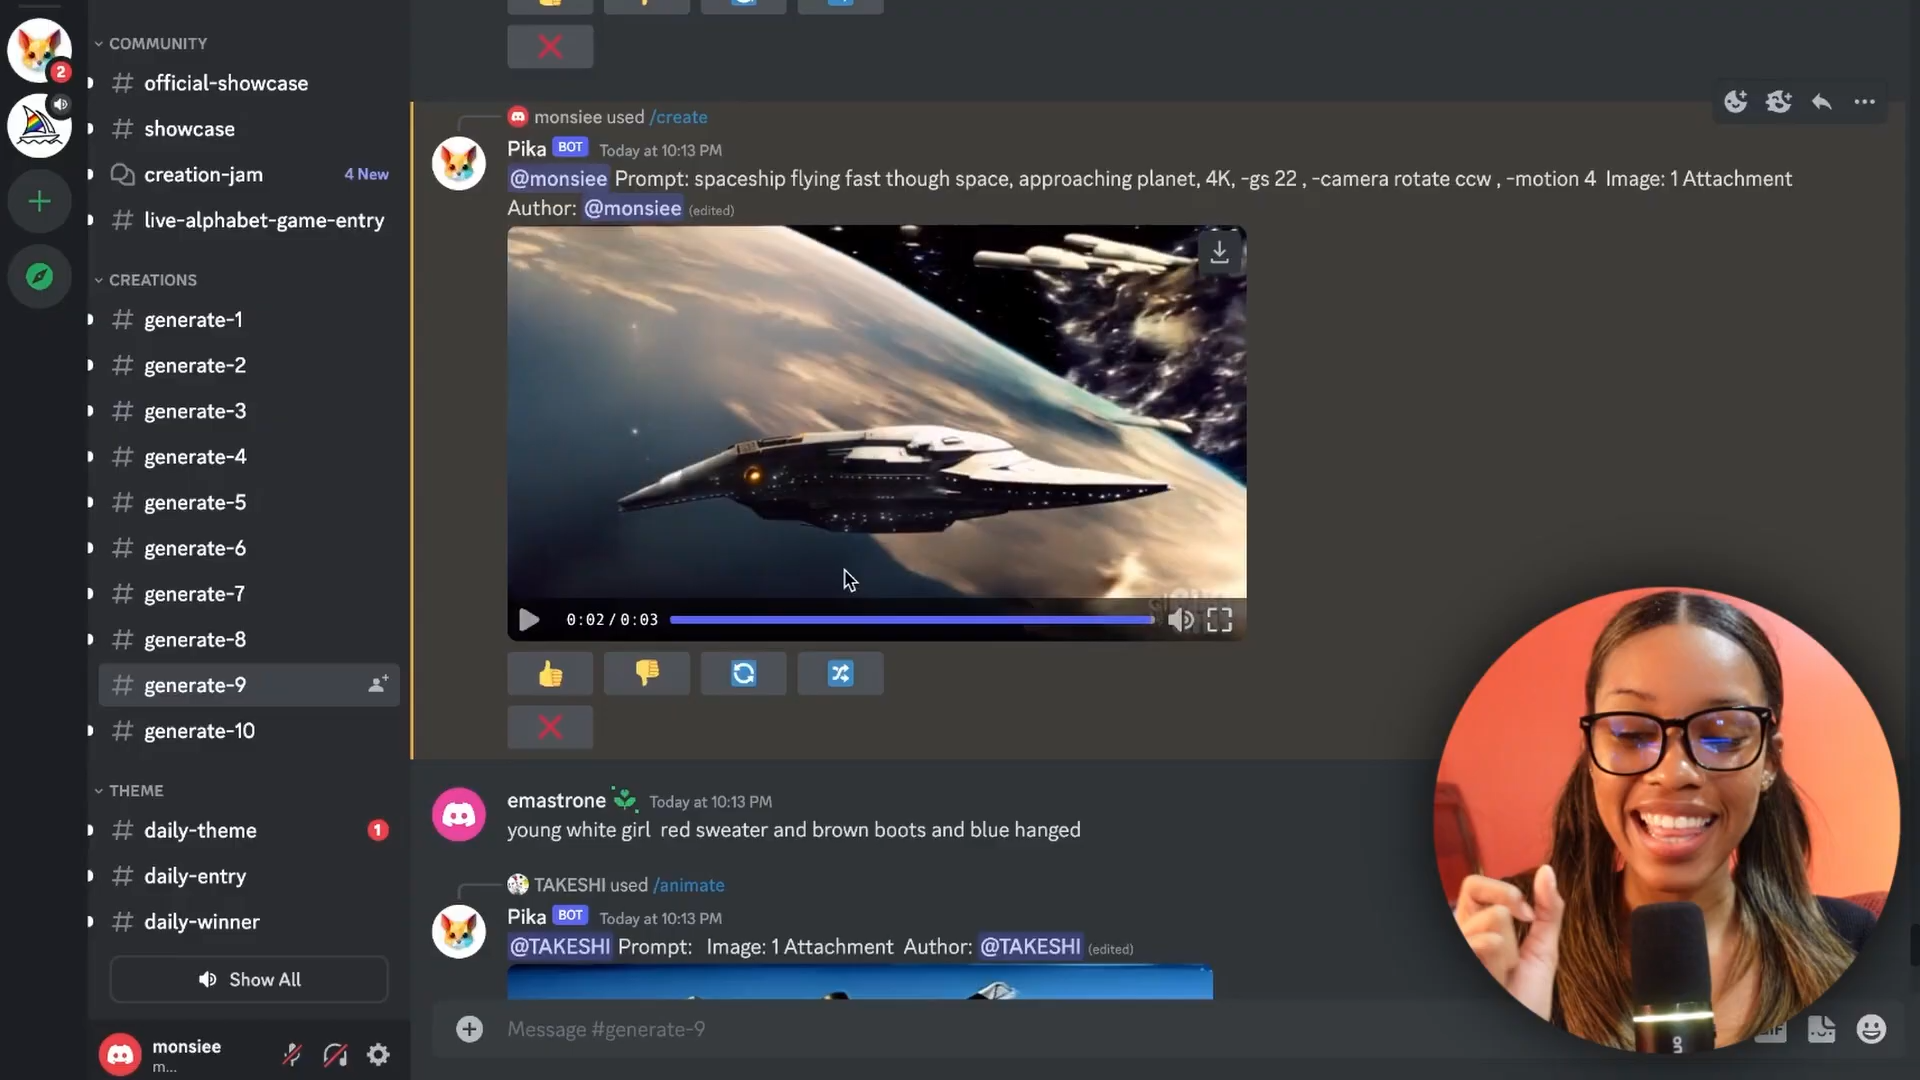 2
COMMUNITY
# official-showcase
# showcase
creation-jam 4 New
# live-alphabet-game-entry
CREATIONS
# generate-1
# generate-2
# generate-3
# generate-4
# generate-5
# generate-6
# generate-7
# generate-8
# generate-9
# generate-10
THEME
# daily-theme 1
# daily-entry
# daily-winner
Show All
monsiee
m...
monsiee used /create
Pika BOT Today at 10:13 PM
@monsiee Prompt: spaceship flying fast though space, approaching planet, 4K, -gs 22 , -camera rotate ccw , -motion 4 Image: 1 Attachment
Author: @monsiee (edited)
0:02 / 0:03
emastrone Today at 10:13 PM
young white girl red sweater and brown boots and blue hanged
TAKESHI used /animate
Pika BOT Today at 10:13 PM
@TAKESHI Prompt: Image: 1 Attachment Author: @TAKESHI (edited)
Message #generate-9